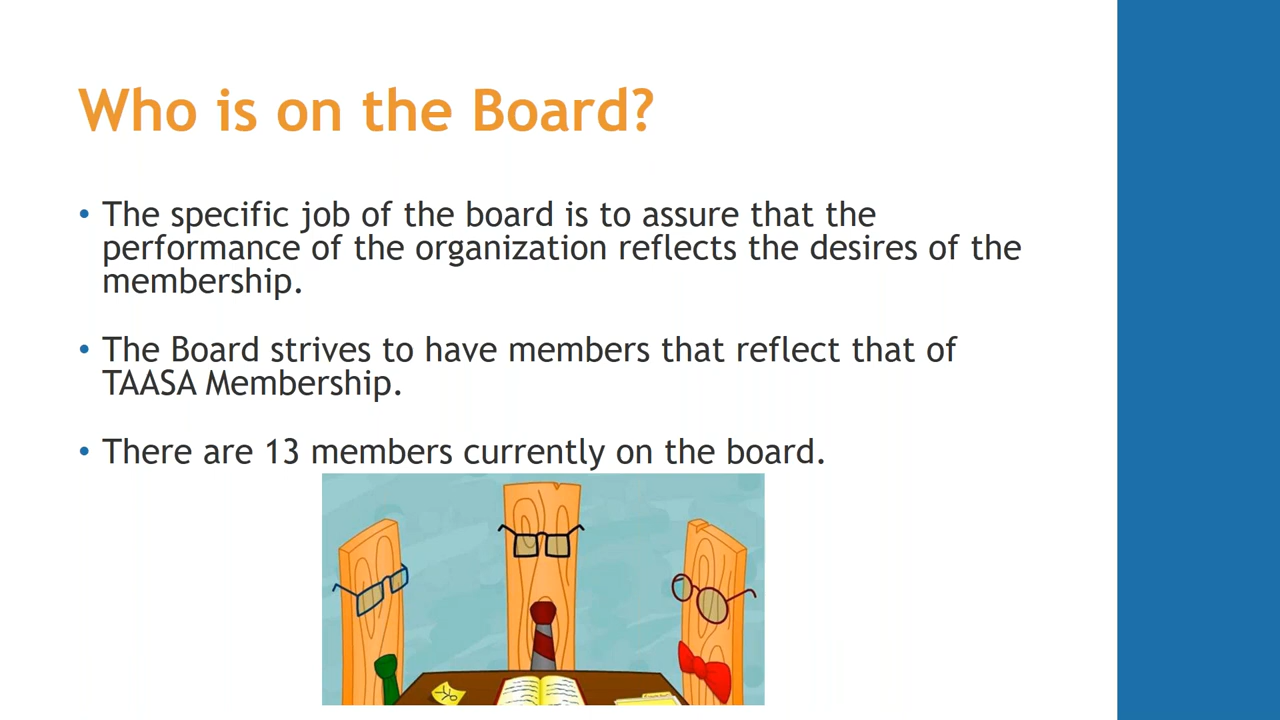 Who is on the Board?
• The specific job of the board is to assure that the
performance of the organization reflects the desires of the
membership.
• The Board strives to have members that reflect that of
TAASA Membership.
• There are 13 members currently on the board.